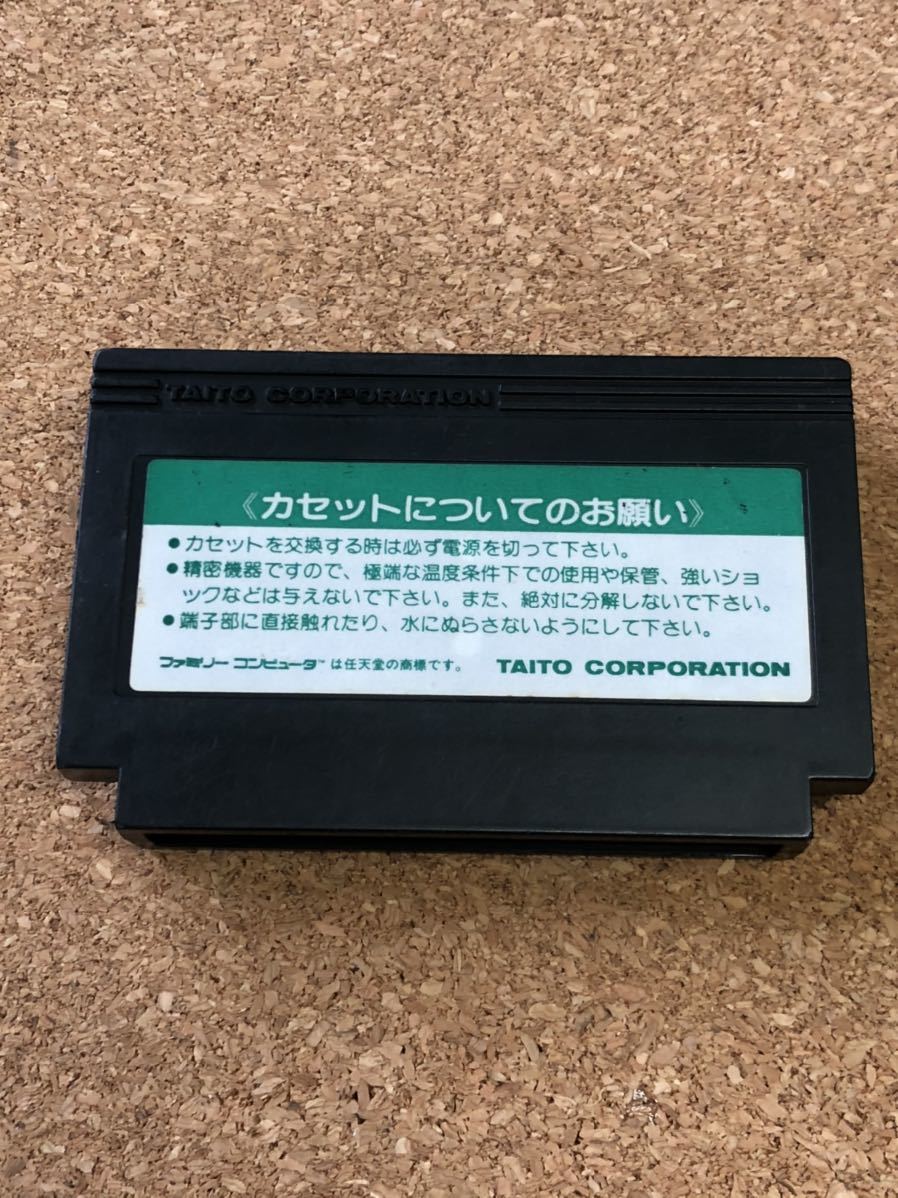 TAITO CORPORATION
《カセットについてのお願い》
●カセットを交換する時は必ず電源を切って下さい。
●精密機器ですので、極端な温度条件下での使用や保管、強いショ
ックなどは与えないで下さい。また、絶対に分解しないで下さい。
●端子部に直接触れたり、水にぬらさないようにして下さい。
ファミリー コンピュータ™ は任天堂の商標です。 TAITO CORPORATION